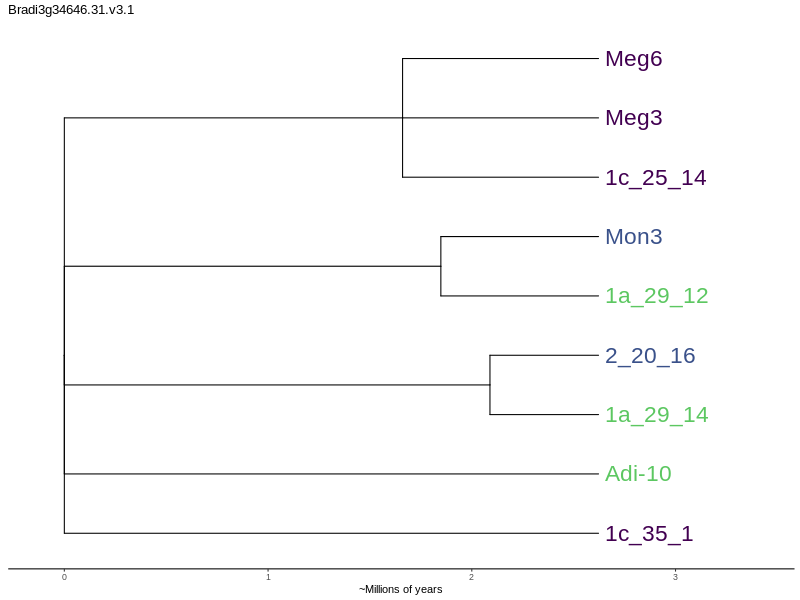 Bradi3g34646.31.v3.1
Meg6
Meg3
1c_25_14
Mon3
1a_29_12
2_20_16
1a_29_14
Adi-10
1c_35_1
0 1 2 3
~Millions of years